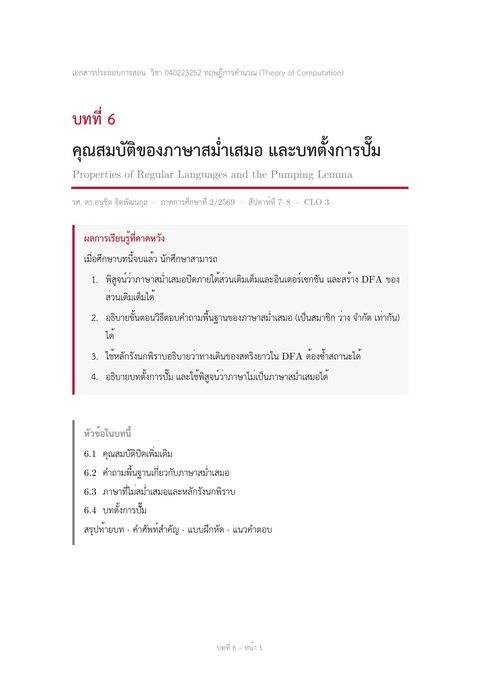 เอกสารประกอบการสอน วิชา 040223252 ทฤษฎีการคำนวณ (Theory of Computation)
บทที่ 6
คุณสมบัติของภาษาสม่ำเสมอ และบทตั้งการปั๊ม
Properties of Regular Languages and the Pumping Lemma
รศ. ดร.อนุชิต จิตพัฒนกุล · ภาคการศึกษาที่ 2/2569 · สัปดาห์ที่ 7–8 · CLO 3
ผลการเรียนรู้ที่คาดหวัง
เมื่อศึกษาบทนี้จบแล้ว นักศึกษาสามารถ
1. พิสูจน์ว่าภาษาสม่ำเสมอปิดภายใต้ส่วนเติมเต็มและอินเตอร์เซกชัน และสร้าง DFA ของ
ส่วนเติมเต็มได้
2. อธิบายขั้นตอนวิธีตอบคำถามพื้นฐานของภาษาสม่ำเสมอ (เป็นสมาชิก ว่าง จำกัด เท่ากัน)
ได้
3. ใช้หลักรังนกพิราบอธิบายว่าทางเดินของสตริงยาวใน DFA ต้องซ้ำสถานะได้
4. อธิบายบทตั้งการปั๊ม และใช้พิสูจน์ว่าภาษาไม่เป็นภาษาสม่ำเสมอได้
หัวข้อในบทนี้
6.1 คุณสมบัติปิดเพิ่มเติม
6.2 คำถามพื้นฐานเกี่ยวกับภาษาสม่ำเสมอ
6.3 ภาษาที่ไม่สม่ำเสมอและหลักรังนกพิราบ
6.4 บทตั้งการปั๊ม
สรุปท้ายบท · คำศัพท์สำคัญ · แบบฝึกหัด · แนวคำตอบ
บทที่ 6 – หน้า 1